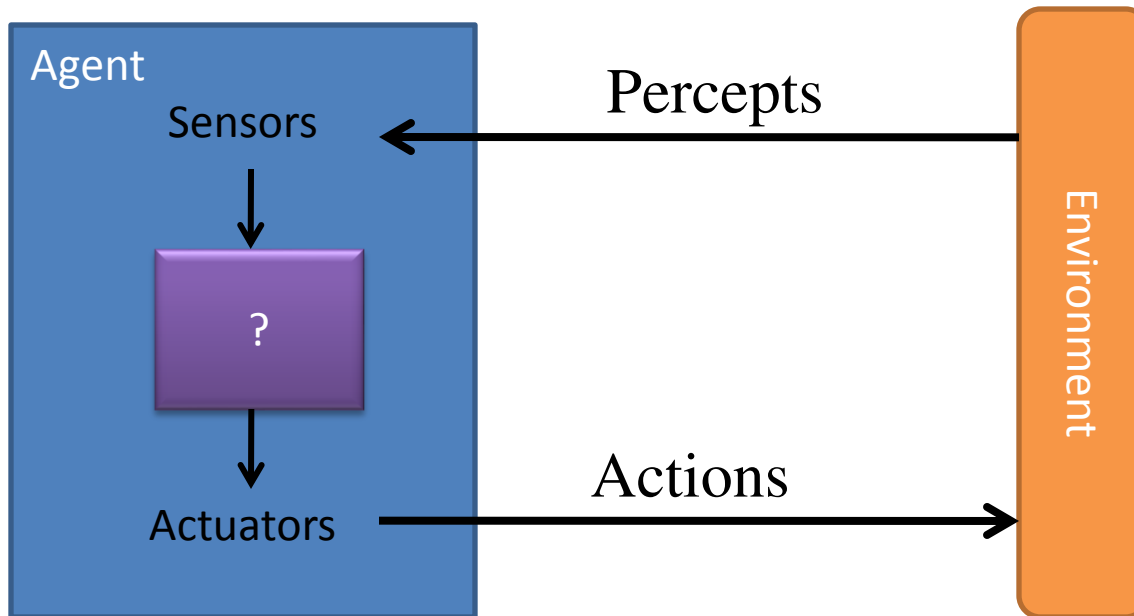 Agent
Sensors
Percepts
?
Environment
Actions
Actuators